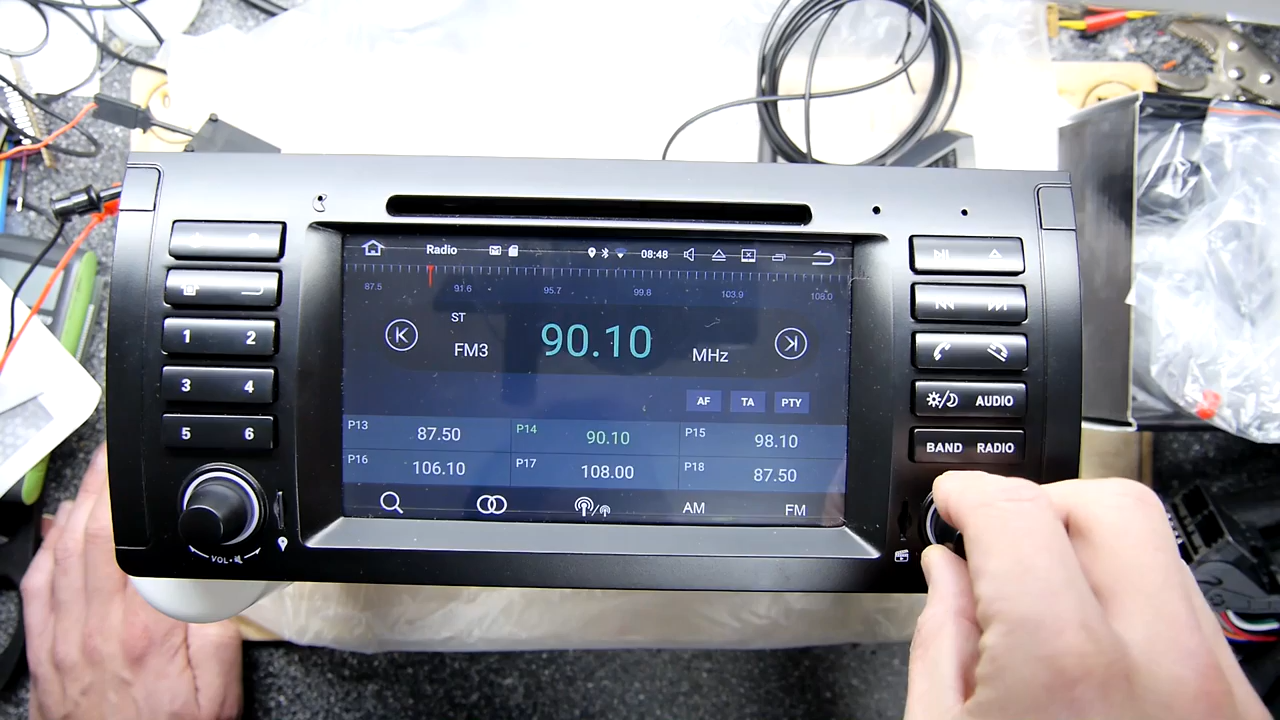 Radio 08:48
87.5 91.6 95.7 99.8 103.9 108.0
ST
FM3 90.10 MHz
AF TA PTY
P13 87.50 P14 90.10 P15 98.10
P16 106.10 P17 108.00 P18 87.50
AM FM
1 2
3 4
5 6
VOL
AUDIO
BAND RADIO